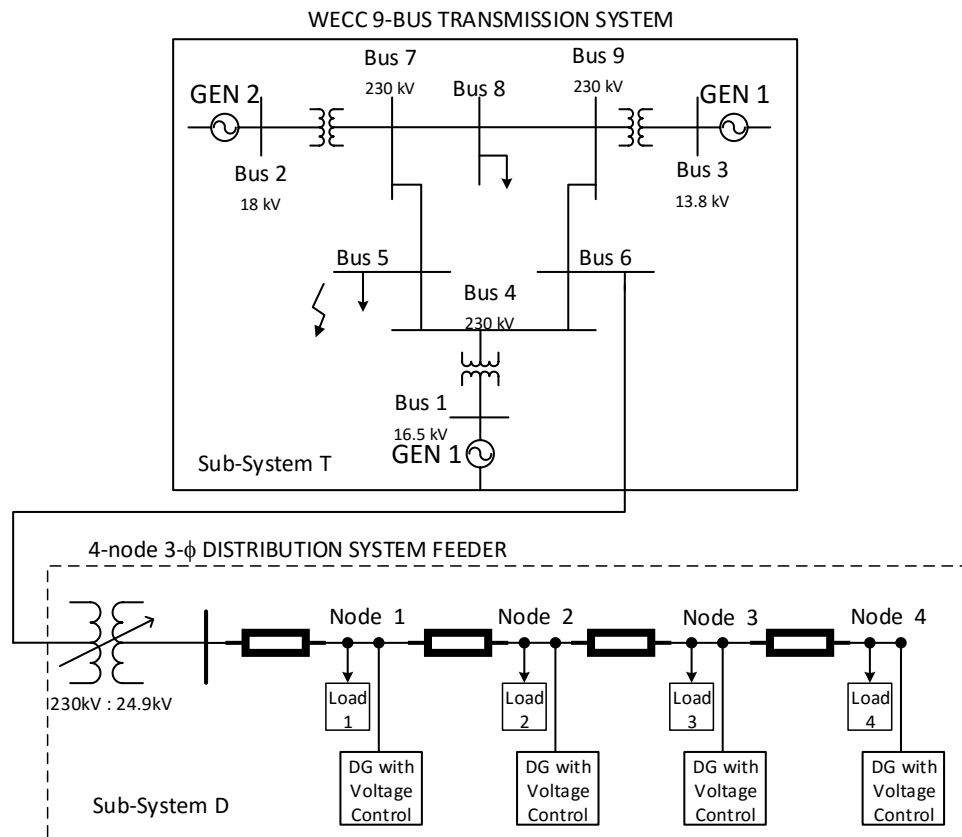 WECC 9-BUS TRANSMISSION SYSTEM
Bus 7
230 kV
Bus 8
Bus 9
230 kV
GEN 2
GEN 1
Bus 2
18 kV
Bus 3
13.8 kV
Bus 5
Bus 6
Bus 4
230 kV
Bus 1
16.5 kV
GEN 1
Sub-System T
4-node 3-ϕ DISTRIBUTION SYSTEM FEEDER
Node 1
Node 2
Node 3
Node 4
230kV : 24.9kV
Load
1
Load
2
Load
3
Load
4
DG with
Voltage
Control
DG with
Voltage
Control
DG with
Voltage
Control
DG with
Voltage
Control
Sub-System D